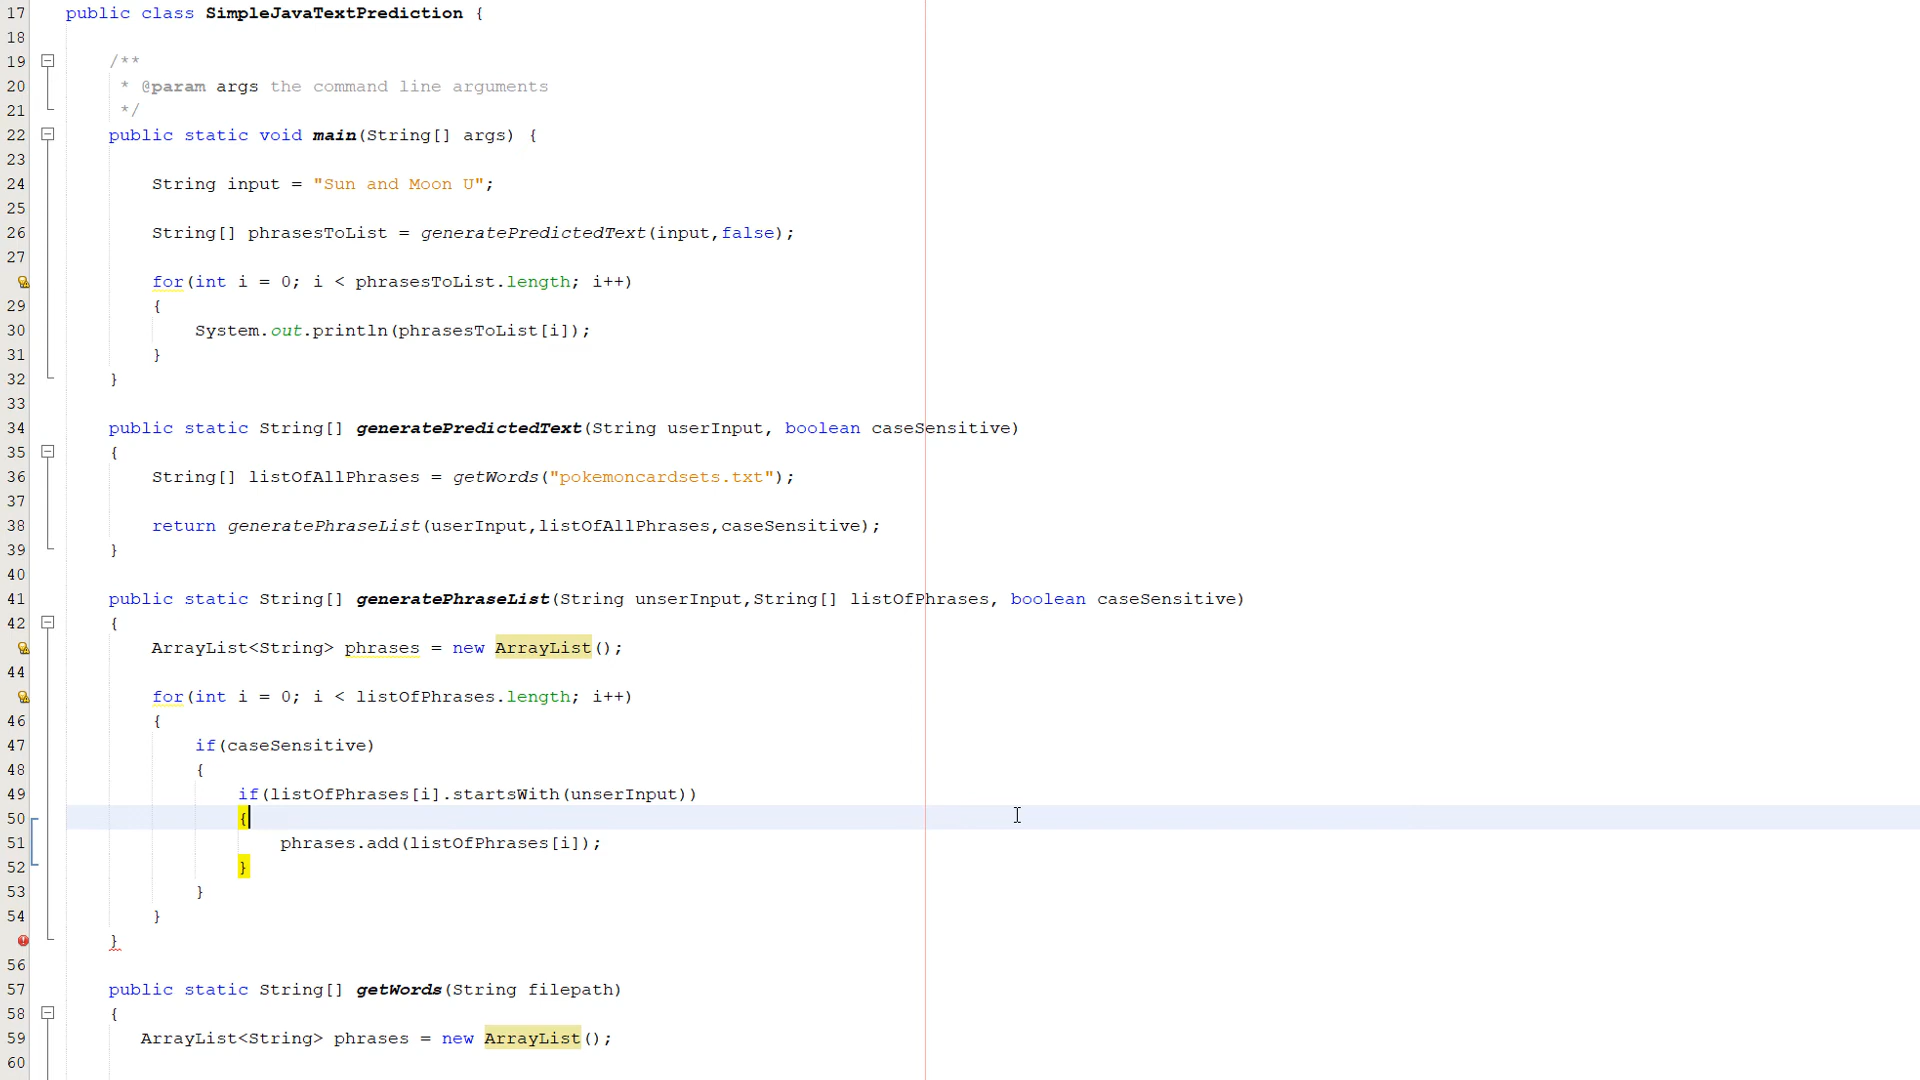 17 public class SimpleJavaTextPrediction {
18
19 /**
20 * @param args the command line arguments
21 */
22 public static void main(String[] args) {
23
24 String input = "Sun and Moon U";
25
26 String[] phrasesToList = generatePredictedText(input,false);
27
for(int i = 0; i < phrasesToList.length; i++)
29 {
30 System.out.println(phrasesToList[i]);
31 }
32 }
33
34 public static String[] generatePredictedText(String userInput, boolean caseSensitive)
35 {
36 String[] listOfAllPhrases = getWords("pokemoncardsets.txt");
37
38 return generatePhraseList(userInput,listOfAllPhrases,caseSensitive);
39 }
40
41 public static String[] generatePhraseList(String unserInput,String[] listOfPhrases, boolean caseSensitive)
42 {
ArrayList<String> phrases = new ArrayList();
44
for(int i = 0; i < listOfPhrases.length; i++)
46 {
47 if(caseSensitive)
48 {
49 if(listOfPhrases[i].startsWith(unserInput))
50 {
51 phrases.add(listOfPhrases[i]);
52 }
53 }
54 }
}
56
57 public static String[] getWords(String filepath)
58 {
59 ArrayList<String> phrases = new ArrayList();
60